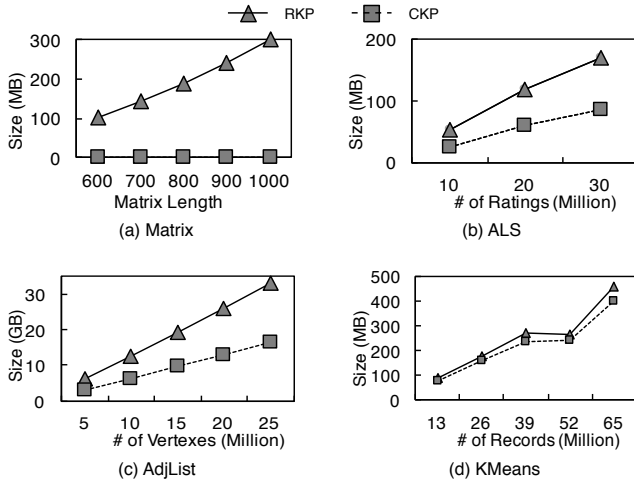 RKP CKP
300
200
100
0
Size (MB)
600 700 800 900 1000
Matrix Length
(a) Matrix
200
100
0
Size (MB)
10 20 30
# of Ratings (Million)
(b) ALS
30
20
10
0
Size (GB)
5 10 15 20 25
# of Vertexes (Million)
(c) AdjList
500
400
300
200
100
0
Size (MB)
13 26 39 52 65
# of Records (Million)
(d) KMeans